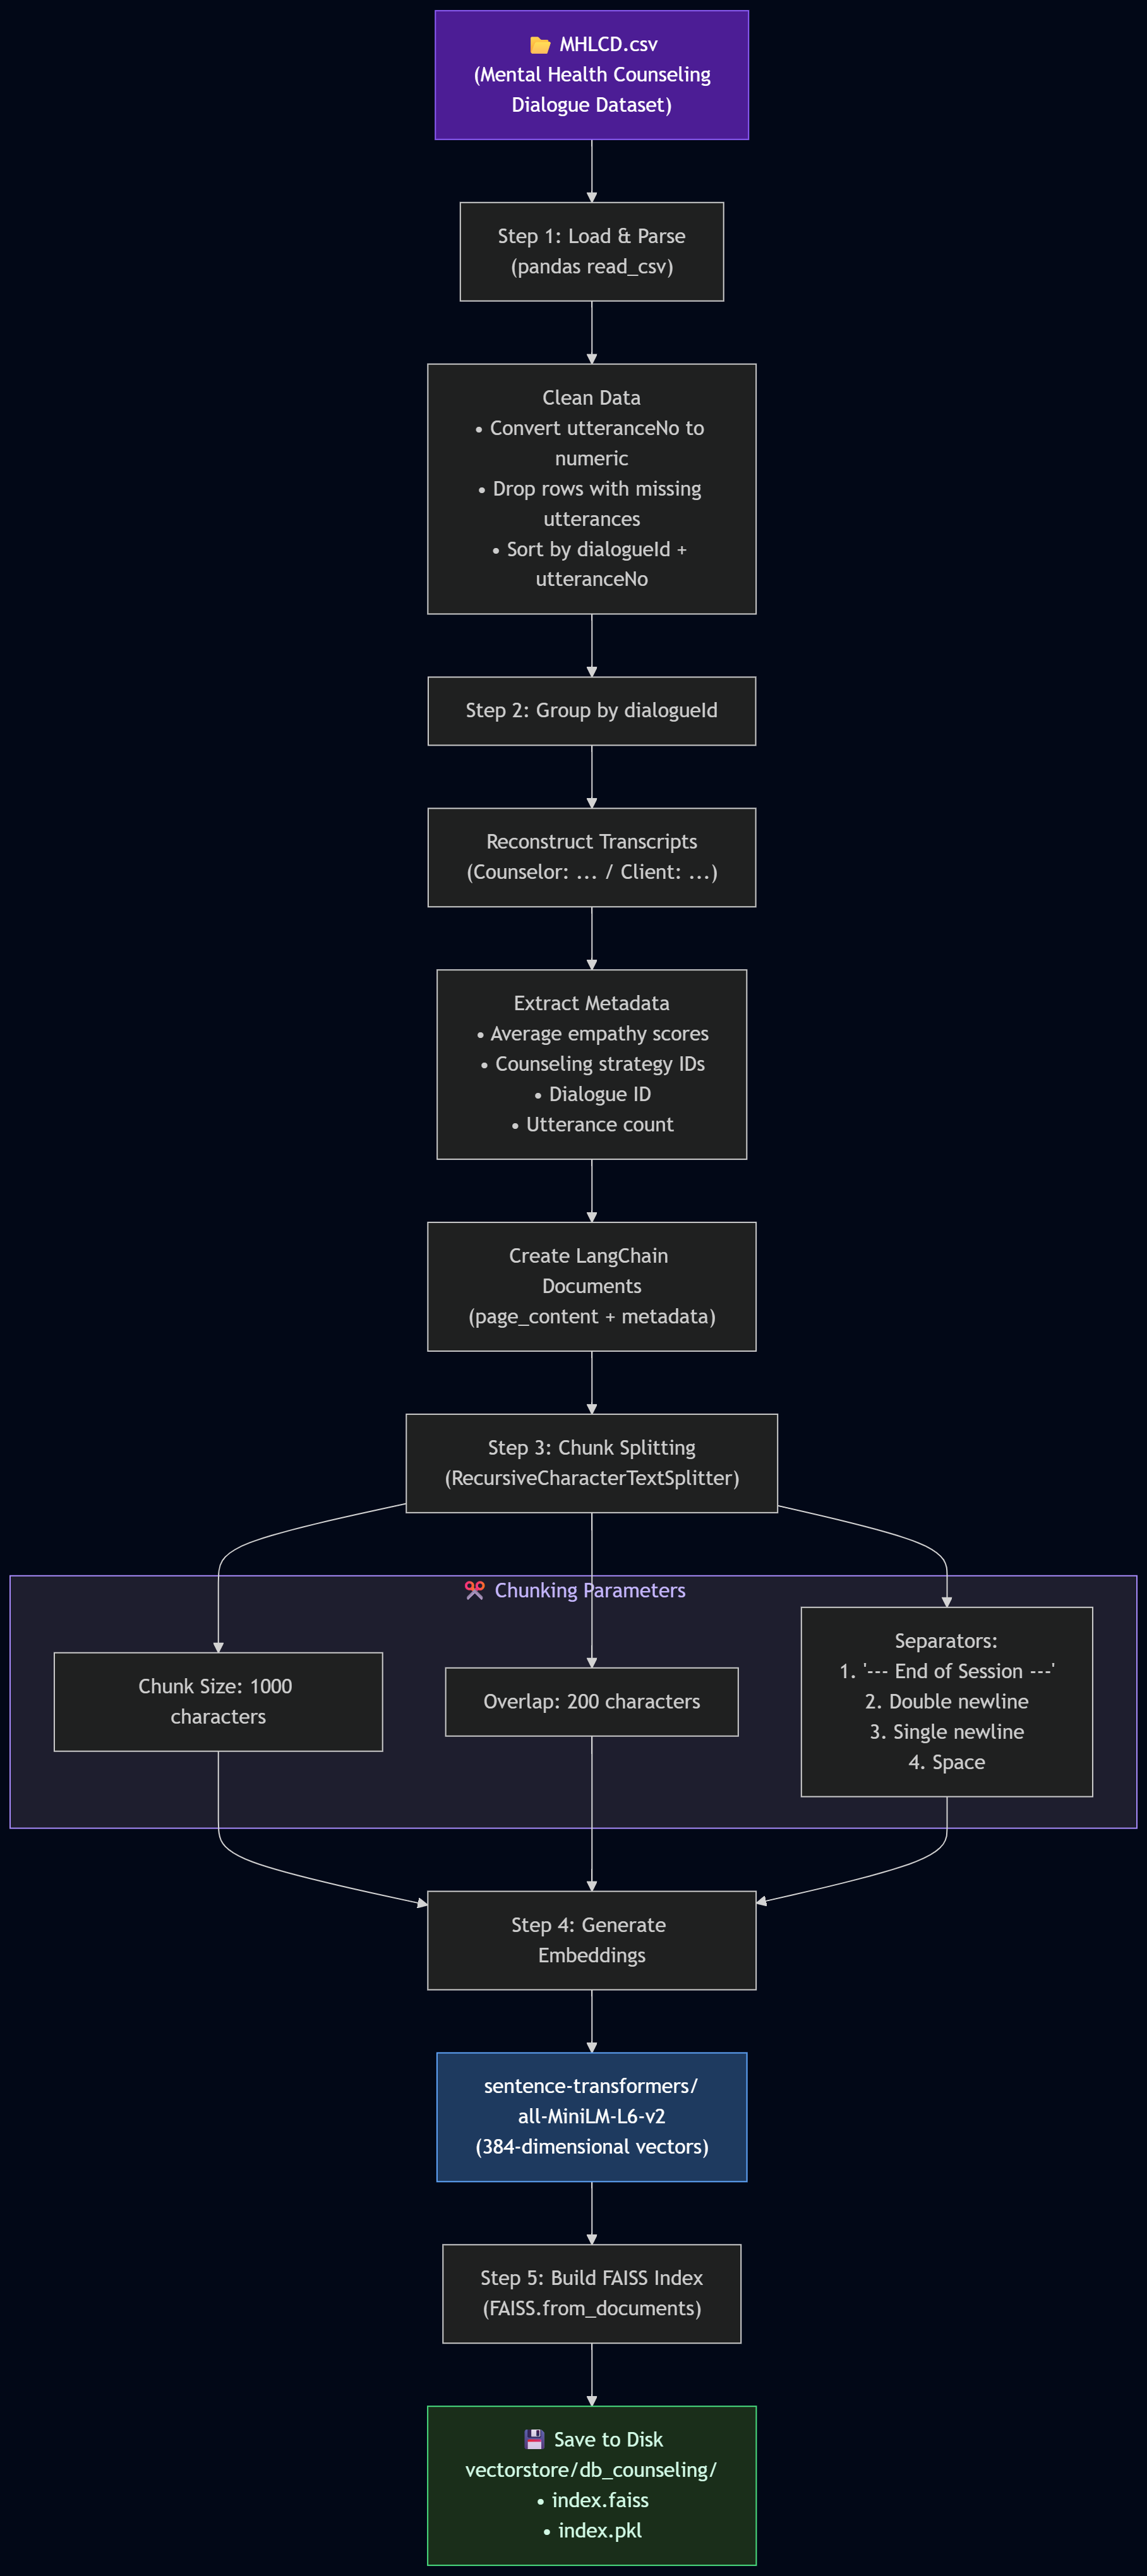 📂 MHLCD.csv
(Mental Health Counseling
Dialogue Dataset)
Step 1: Load & Parse
(pandas read_csv)
Clean Data
• Convert utteranceNo to
numeric
• Drop rows with missing
utterances
• Sort by dialogueId +
utteranceNo
Step 2: Group by dialogueId
Reconstruct Transcripts
(Counselor: ... / Client: ...)
Extract Metadata
• Average empathy scores
• Counseling strategy IDs
• Dialogue ID
• Utterance count
Create LangChain
Documents
(page_content + metadata)
Step 3: Chunk Splitting
(RecursiveCharacterTextSplitter)
✂️ Chunking Parameters
Chunk Size: 1000
characters
Overlap: 200 characters
Separators:
1. '--- End of Session ---'
2. Double newline
3. Single newline
4. Space
Step 4: Generate
Embeddings
sentence-transformers/
all-MiniLM-L6-v2
(384-dimensional vectors)
Step 5: Build FAISS Index
(FAISS.from_documents)
💾 Save to Disk
vectorstore/db_counseling/
• index.faiss
• index.pkl